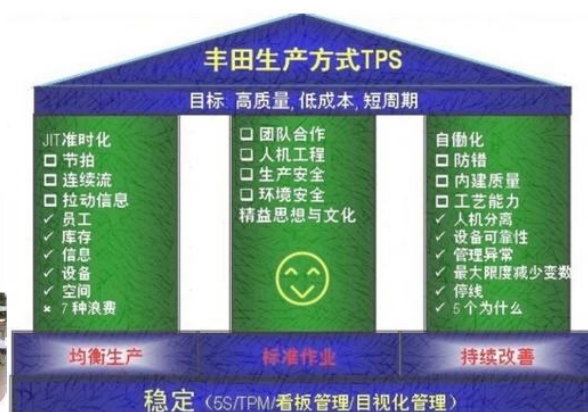 丰田生产方式TPS
目标: 高质量, 低成本, 短周期
JIT准时化
节拍
连续流
拉动信息
员工
库存
信息
设备
空间
7种浪费
团队合作
人机工程
生产安全
环境安全
精益思想与文化
自働化
防错
内建质量
工艺能力
人机分离
设备可靠性
管理异常
最大限度减少变数
停线
5个为什么
均衡生产
标准作业
持续改善
稳定（5S/TPM/看板管理/目视化管理）